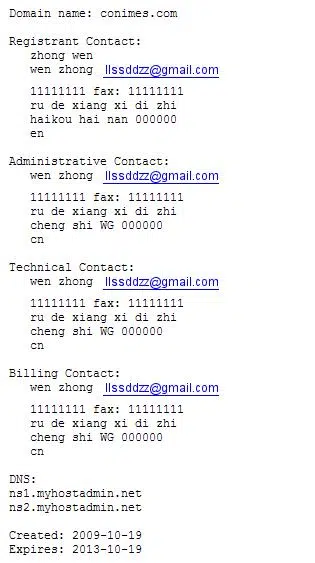 Domain name: conimes.com
Registrant Contact:
zhong wen
wen zhong llssddzz@gmail.com
11111111 fax: 11111111
ru de xiang xi di zhi
haikou hai nan 000000
en
Administrative Contact:
wen zhong llssddzz@gmail.com
11111111 fax: 11111111
ru de xiang xi di zhi
cheng shi WG 000000
cn
Technical Contact:
wen zhong llssddzz@gmail.com
11111111 fax: 11111111
ru de xiang xi di zhi
cheng shi WG 000000
cn
Billing Contact:
wen zhong llssddzz@gmail.com
11111111 fax: 11111111
ru de xiang xi di zhi
cheng shi WG 000000
cn
DNS:
ns1.myhostadmin.net
ns2.myhostadmin.net
Created: 2009-10-19
Expires: 2013-10-19